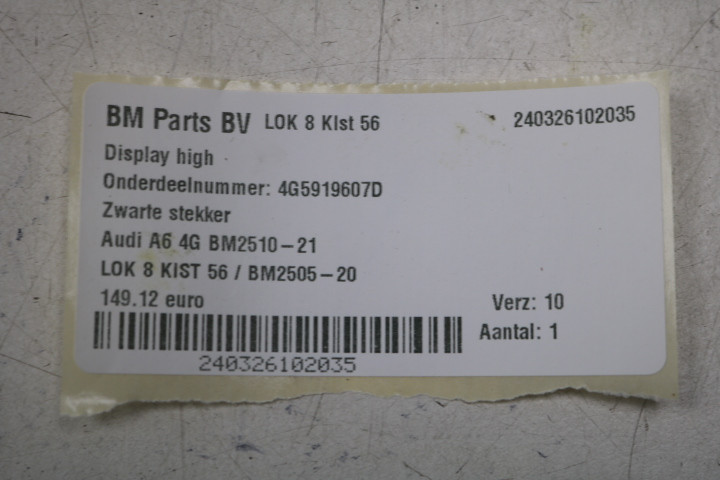 BM Parts BV LOK 8 KIst 56 240326102035
Display high
Onderdeelnummer: 4G5919607D
Zwarte stekker
Audi A6 4G BM2510-21
LOK 8 KIST 56 / BM2505-20
149.12 euro Verz: 10
Aantal: 1
240326102035